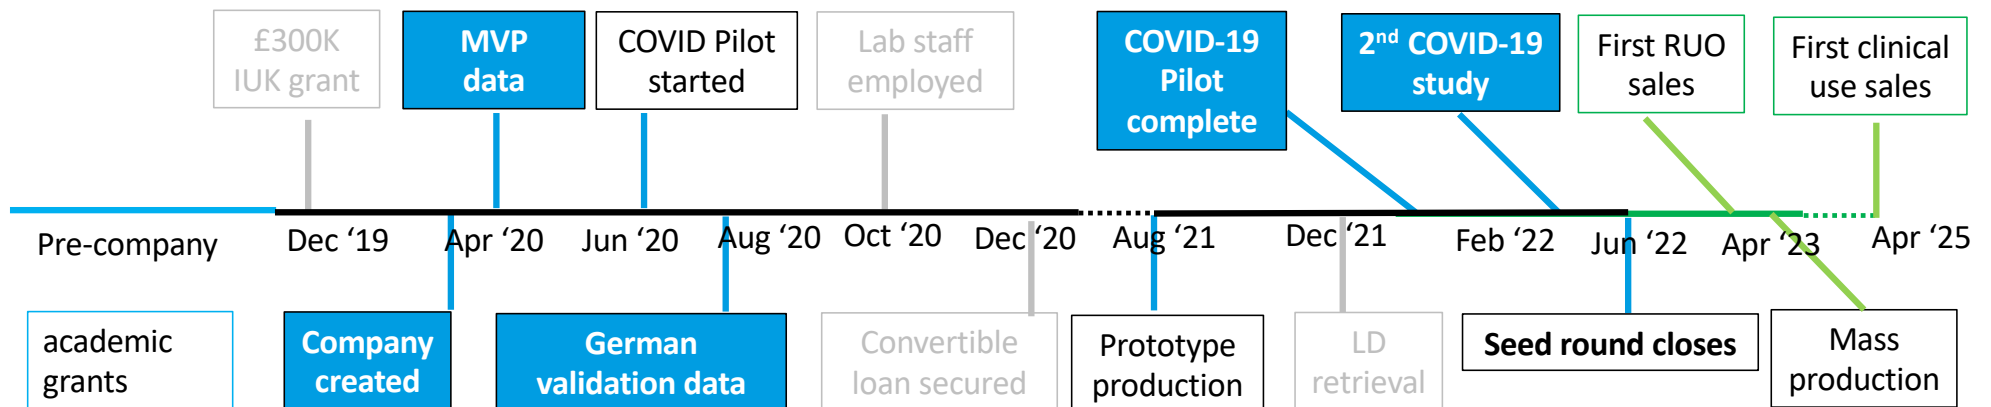 £300K
IUK grant
MVP
data
COVID Pilot
started
Lab staff
employed
COVID-19
Pilot
complete
2nd COVID-19
study
First RUO
sales
First clinical
use sales
Pre-company
Dec ‘19
Apr ‘20
Jun ‘20
Aug ‘20
Oct ‘20
Dec ‘20
Aug ‘21
Dec ‘21
Feb ‘22
Jun ‘22
Apr ‘23
Apr ‘25
academic
grants
Company
created
German
validation data
Convertible
loan secured
Prototype
production
LD
retrieval
Seed round closes
Mass
production